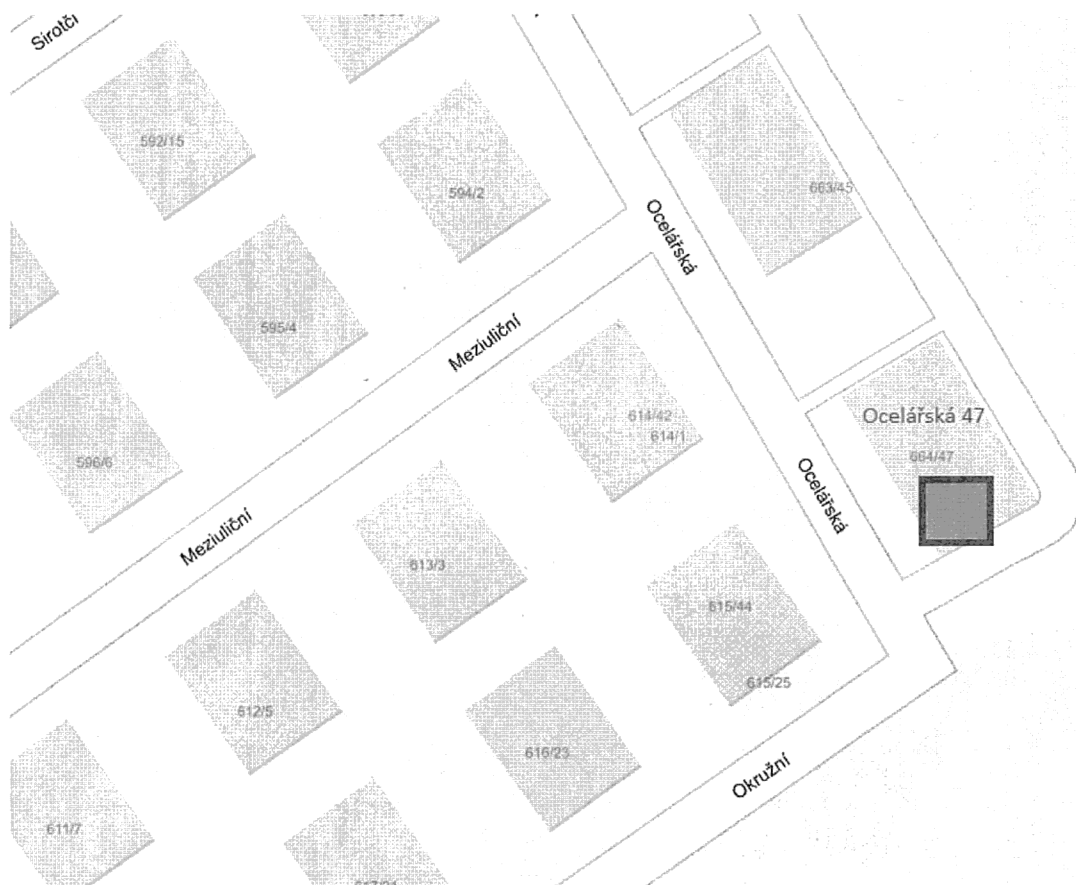 Sirotčí
592/15
594/2
663/45
Ocelářská
595/4
Meziuliční
614/42
614/1
Ocelářská 47
664/47
596/6
Ocelářská
Meziuliční
613/3
615/44
615/25
612/5
616/23
Okružní
611/7